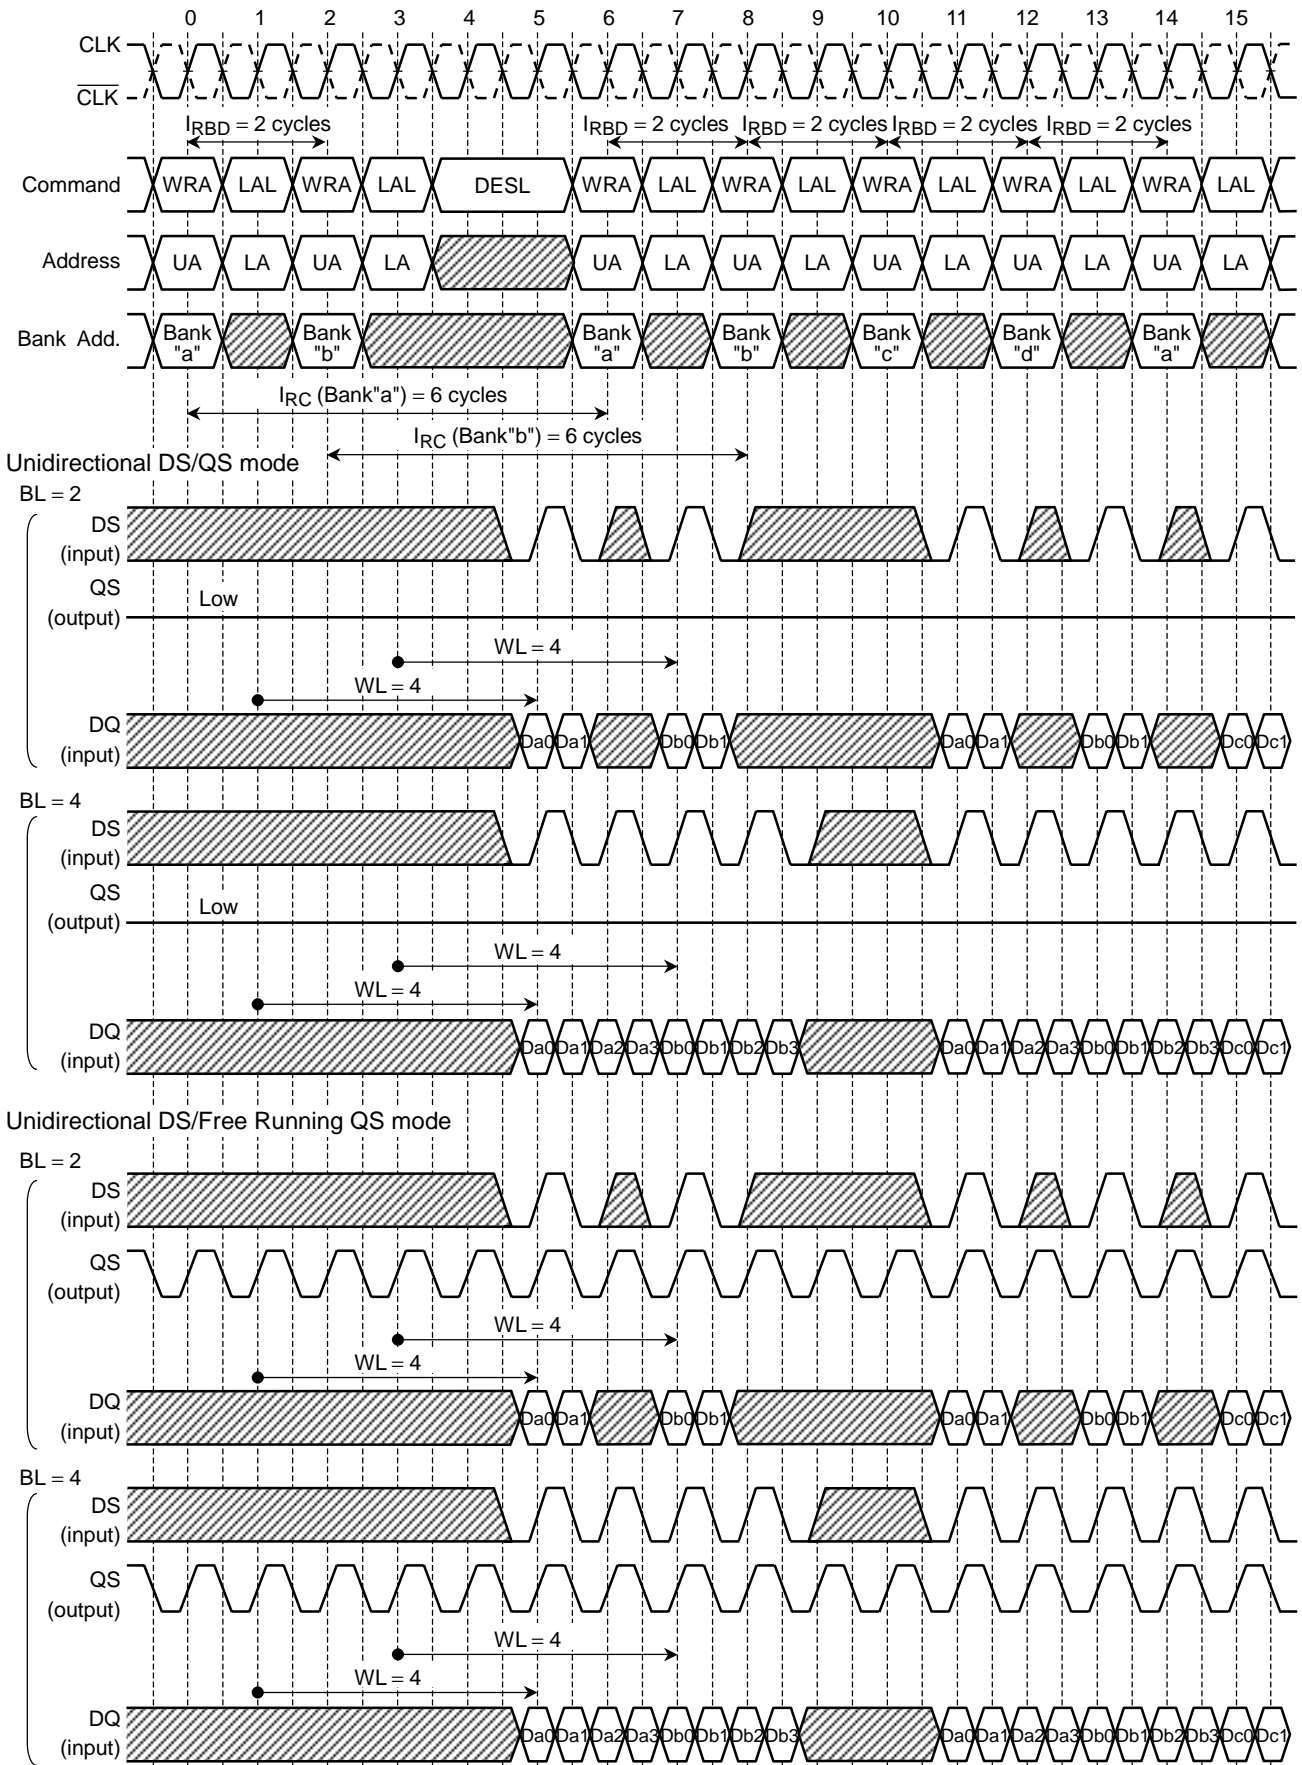 0 1 2 3 4 5 6 7 8 9 10 11 12 13 14 15
CLK
CLK
IRBD = 2 cycles IRBD = 2 cycles IRBD = 2 cycles IRBD = 2 cycles IRBD = 2 cycles
Command WRA LAL WRA LAL DESL WRA LAL WRA LAL WRA LAL WRA LAL WRA LAL
Address UA LA UA LA UA LA UA LA UA LA UA LA UA LA
Bank Add. Bank "a" Bank "b" Bank "a" Bank "b" Bank "c" Bank "d" Bank "a"
IRC (Bank"a") = 6 cycles
IRC (Bank"b") = 6 cycles
Unidirectional DS/QS mode
BL = 2
DS
(input)
QS
Low
(output)
WL = 4
WL = 4
DQ
(input) Da0 Da1 Db0 Db1 Da0 Da1 Db0 Db1 Dc0 Dc1
BL = 4
DS
(input)
QS
Low
(output)
WL = 4
WL = 4
DQ
(input) Da0 Da1 Da2 Da3 Db0 Db1 Db2 Db3 Da0 Da1 Da2 Da3 Db0 Db1 Db2 Db3 Dc0 Dc1
Unidirectional DS/Free Running QS mode
BL = 2
DS
(input)
QS
(output)
WL = 4
WL = 4
DQ
(input) Da0 Da1 Db0 Db1 Da0 Da1 Db0 Db1 Dc0 Dc1
BL = 4
DS
(input)
QS
(output)
WL = 4
WL = 4
DQ
(input) Da0 Da1 Da2 Da3 Db0 Db1 Db2 Db3 Da0 Da1 Da2 Da3 Db0 Db1 Db2 Db3 Dc0 Dc1